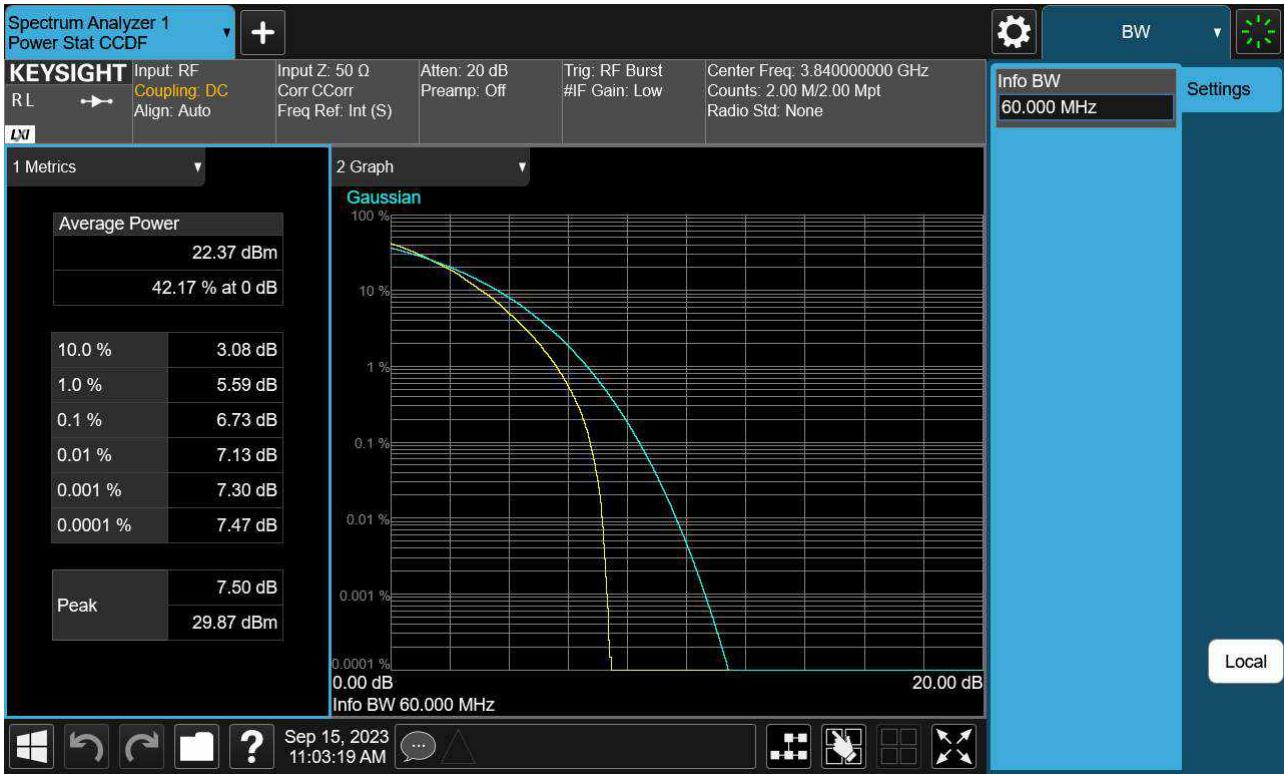 Spectrum Analyzer 1
Power Stat CCDF
BW
KEYSIGHT
R L
LXI
Input: RF
Coupling: DC
Align: Auto
Input Z: 50 Ω
Corr CCorr
Freq Ref: Int (S)
Atten: 20 dB
Preamp: Off
Trig: RF Burst
#IF Gain: Low
Center Freq: 3.840000000 GHz
Counts: 2.00 M/2.00 Mpt
Radio Std: None
Info BW
60.000 MHz
Settings
1 Metrics
Average Power
22.37 dBm
42.17 % at 0 dB
10.0 % 3.08 dB
1.0 % 5.59 dB
0.1 % 6.73 dB
0.01 % 7.13 dB
0.001 % 7.30 dB
0.0001 % 7.47 dB
Peak
7.50 dB
29.87 dBm
2 Graph
Gaussian
100 %
10 %
1 %
0.1 %
0.01 %
0.001 %
0.0001 %
0.00 dB 20.00 dB
Info BW 60.000 MHz
Local
?
Sep 15, 2023
11:03:19 AM